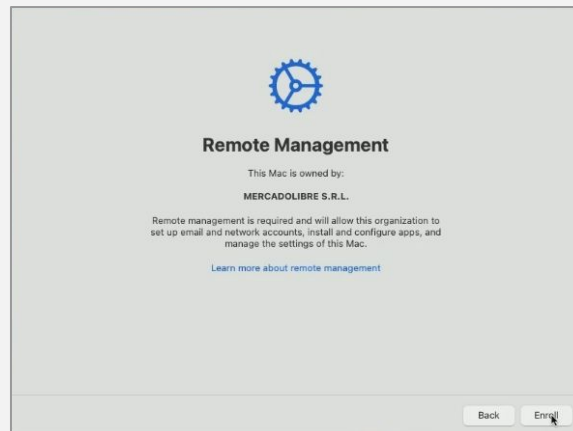 Remote Management
This Mac is owned by:
MERCADOLIBRE S.R.L.
Remote management is required and will allow this organization to
set up email and network accounts, install and configure apps, and
manage the settings of this Mac.
Learn more about remote management
Back
Enroll